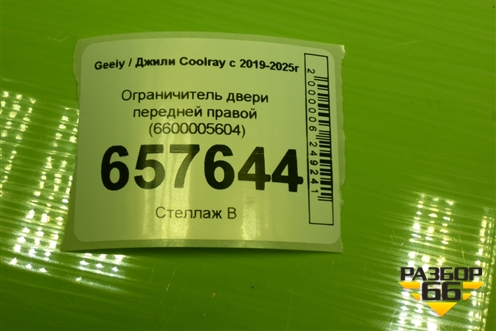 Geely / Джили Coolray с 2019-2025г
Ограничитель двери
передней правой
(6600005604)
657644
Стеллаж В
2000006249241
РАЗБОР
66